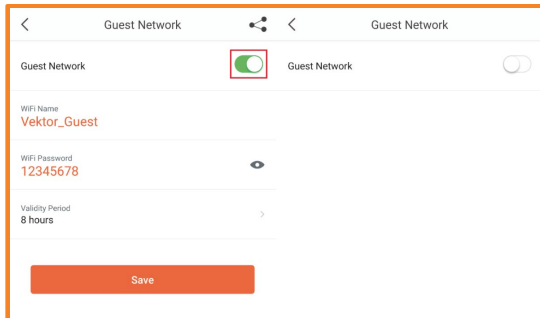 Guest Network
Guest Network
WiFi Name
Vektor_Guest
WiFi Password
12345678
Validity Period
8 hours
Save
Guest Network
Guest Network